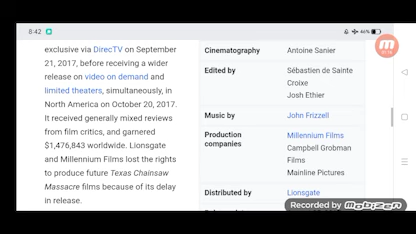 8:42
46%
exclusive via DirecTV on September
21, 2017, before receiving a wider
release on video on demand and
limited theaters, simultaneously, in
North America on October 20, 2017.
It received generally mixed reviews
from film critics, and garnered
$1,476,843 worldwide. Lionsgate
and Millennium Films lost the rights
to produce future Texas Chainsaw
Massacre films because of its delay
in release.
Cinematography Antoine Sanier
Edited by Sébastien de Sainte
Croixe
Josh Ethier
Music by John Frizzell
Production Millennium Films
companies Campbell Grobman
Films
Mainline Pictures
Distributed by Lionsgate
Recorded by mobizen